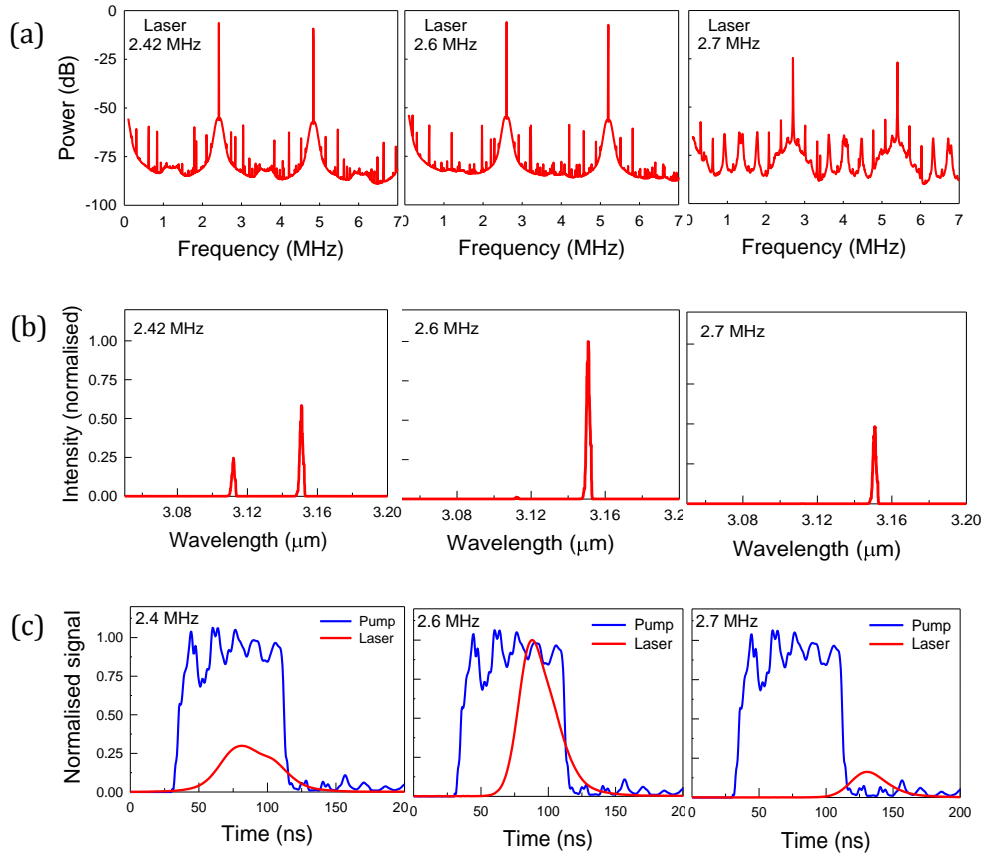 (a)
Power (dB)
0
-25
-50
-75
-100
Laser
2.42 MHz
0 1 2 3 4 5 6 7
Frequency (MHz)
Laser
2.6 MHz
0 1 2 3 4 5 6 7
Frequency (MHz)
Laser
2.7 MHz
1 2 3 4 5 6 7
Frequency (MHz)
(b)
Intensity (normalised)
1.00
0.75
0.50
0.25
0.00
2.42 MHz
3.08 3.12 3.16 3.20
Wavelength (μm)
2.6 MHz
3.08 3.12 3.16 3.2
Wavelength (μm)
2.7 MHz
3.08 3.12 3.16 3.20
Wavelength (μm)
(c)
Normalised signal
1.00
0.75
0.50
0.25
0.00
2.4 MHz
Pump
Laser
0 50 100 150 20
Time (ns)
2.6 MHz
Pump
Laser
0 50 100 150 20
Time (ns)
2.7 MHz
Pump
Laser
0 50 100 150 200
Time (ns)